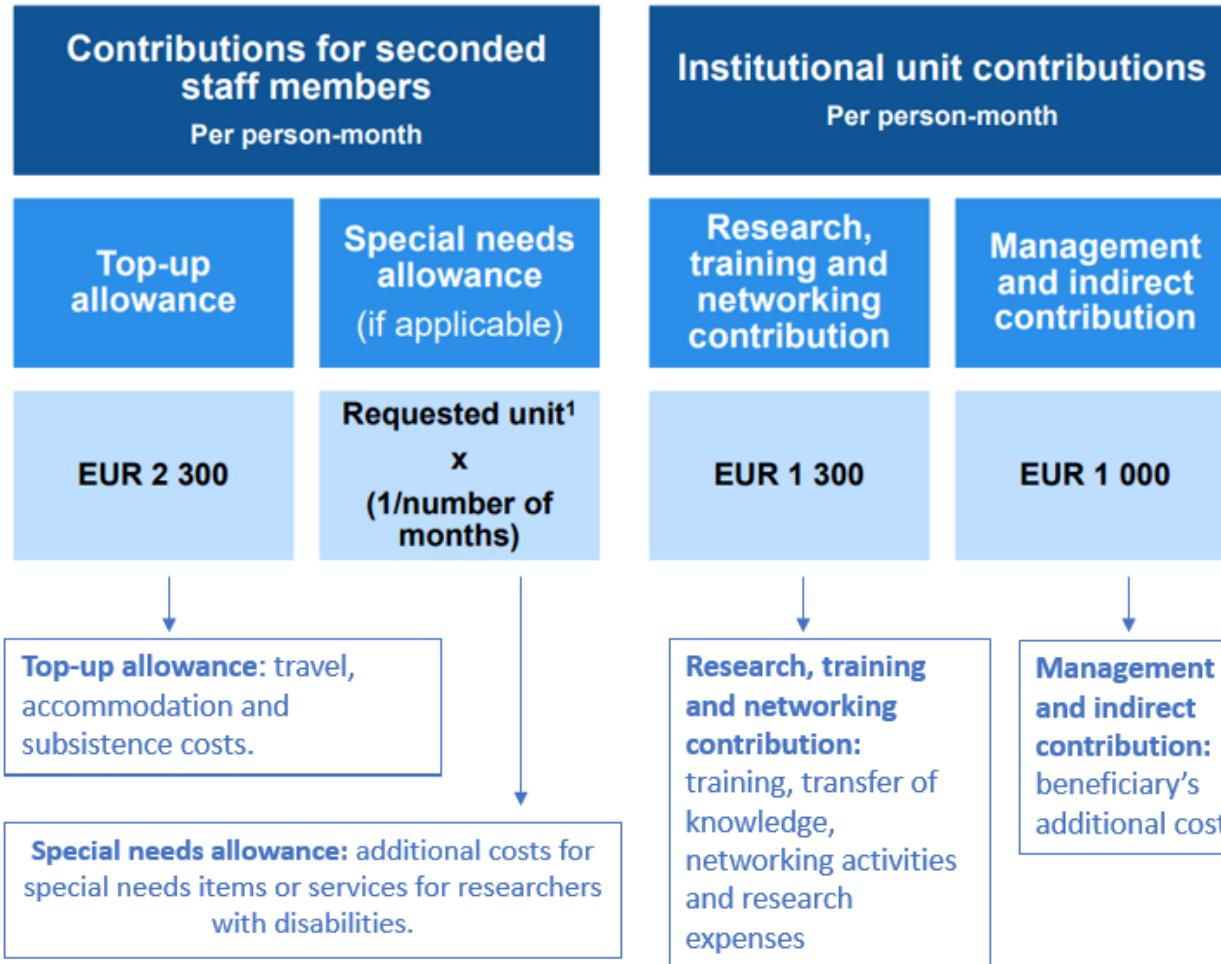 Contributions for seconded
staff members
Per person-month
Institutional unit contributions
Per person-month
Top-up
allowance
Special needs
allowance
(if applicable)
Research,
training and
networking
contribution
Management
and indirect
contribution
EUR 2 300
Requested unit¹
x
(1/number of
months)
EUR 1 300
EUR 1 000
Top-up allowance: travel,
accommodation and
subsistence costs.
Special needs allowance: additional costs for
special needs items or services for researchers
with disabilities.
Research, training
and networking
contribution:
training, transfer of
knowledge,
networking activities
and research
expenses
Management
and indirect
contribution:
beneficiary's
additional